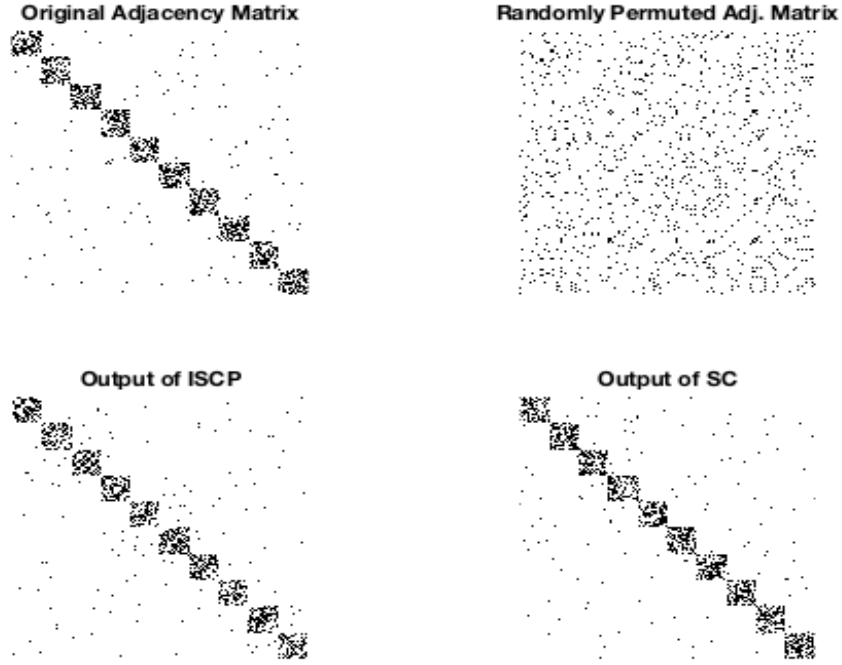 Original Adjacency Matrix
Randomly Permuted Adj. Matrix
Output of ISCP
Output of SC